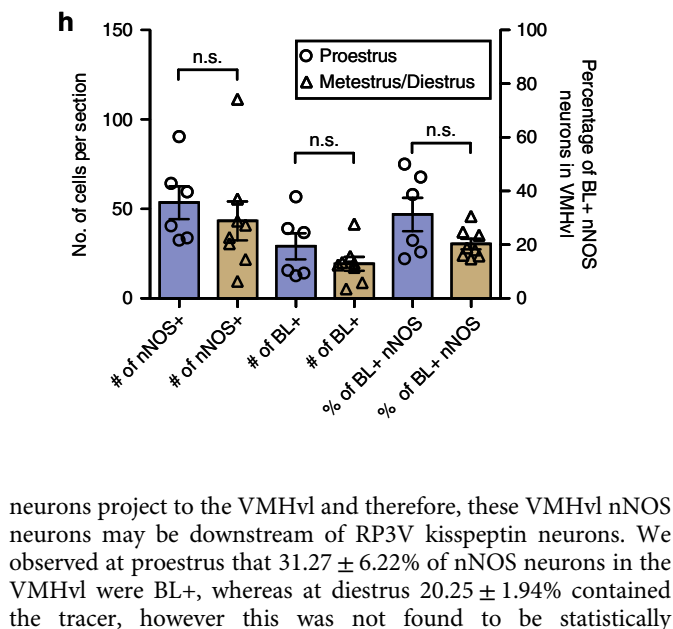 h
150
100
50
0
No. of cells per section
n.s.
n.s.
n.s.
Proestrus
Metestrus/Diestrus
100
80
60
40
20
0
Percentage of BL+ nNOS
neurons in VMHvl
# of nNOS+
# of nNOS+
# of BL+
# of BL+
% of BL+ nNOS
% of BL+ nNOS
neurons project to the VMHvl and therefore, these VMHvl nNOS
neurons may be downstream of RP3V kisspeptin neurons. We
observed at proestrus that 31.27 ± 6.22% of nNOS neurons in the
VMHvl were BL+, whereas at diestrus 20.25 ± 1.94% contained
the tracer, however this was not found to be statistically